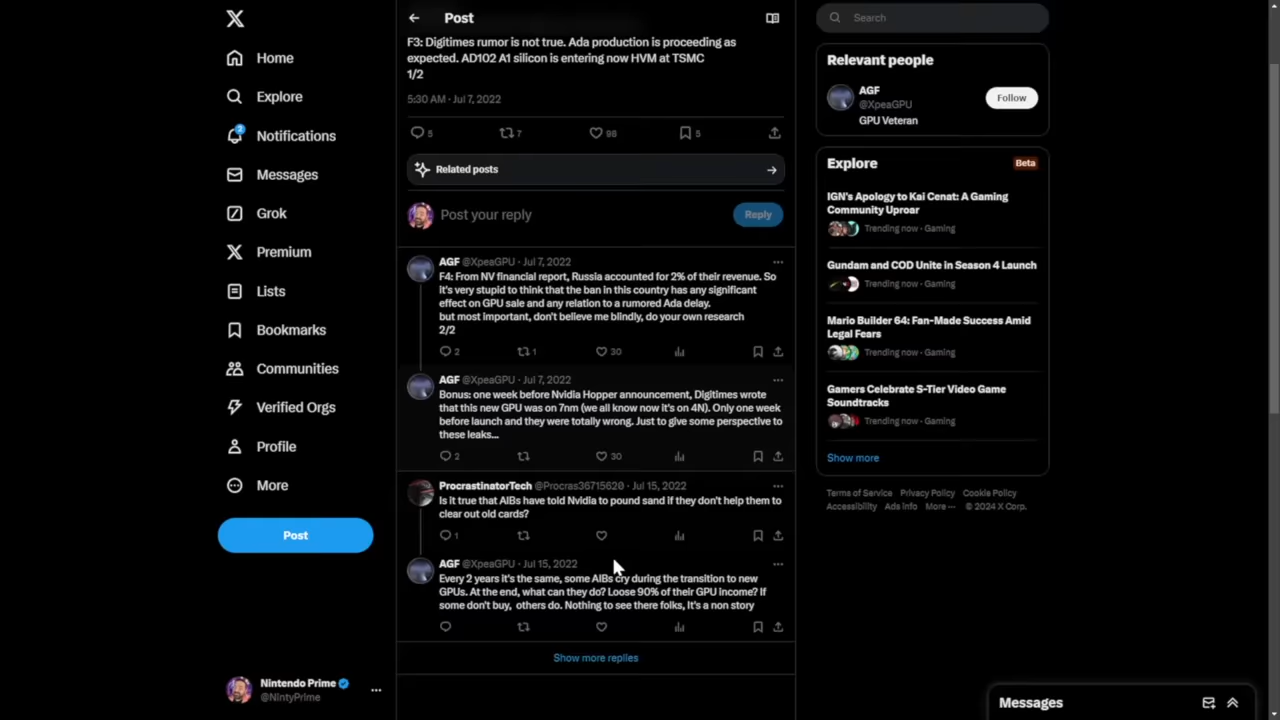 Home
Explore
2
Notifications
Messages
Grok
Premium
Lists
Bookmarks
Communities
Verified Orgs
Profile
More
Post
Nintendo Prime
@NintyPrime
Post
F3: Digitimes rumor is not true. Ada production is proceeding as
expected. AD102 A1 silicon is entering now HVM at TSMC
1/2
5:30 AM · Jul 7, 2022
5 7 98 5
Related posts
Post your reply
Reply
AGF @XpeaGPU · Jul 7, 2022
F4: From NV financial report, Russia accounted for 2% of their revenue. So
it's very stupid to think that the ban in this country has any significant
effect on GPU sale and any relation to a rumored Ada delay.
but most important, don't believe me blindly, do your own research
2/2
2 1 30
AGF @XpeaGPU · Jul 7, 2022
Bonus: one week before Nvidia Hopper announcement, Digitimes wrote
that this new GPU was on 7nm (we all know now it's on 4N). Only one week
before launch and they were totally wrong. Just to give some perspective to
these leaks...
2 30
ProcrastinatorTech @Procras36715620 · Jul 15, 2022
Is it true that AIBs have told Nvidia to pound sand if they don't help them to
clear out old cards?
1
AGF @XpeaGPU · Jul 15, 2022
Every 2 years it's the same, some AIBs cry during the transition to new
GPUs. At the end, what can they do? Loose 90% of their GPU income? If
some don't buy, others do. Nothing to see there folks, It's a non story
Show more replies
Search
Relevant people
AGF
@XpeaGPU
Follow
GPU Veteran
Explore
Beta
IGN's Apology to Kai Cenat: A Gaming
Community Uproar
Trending now · Gaming
Gundam and COD Unite in Season 4 Launch
Trending now · Gaming
Mario Builder 64: Fan-Made Success Amid
Legal Fears
Trending now · Gaming
Gamers Celebrate S-Tier Video Game
Soundtracks
Trending now · Gaming
Show more
Terms of Service Privacy Policy Cookie Policy
Accessibility Ads info More ··· © 2024 X Corp.
Messages